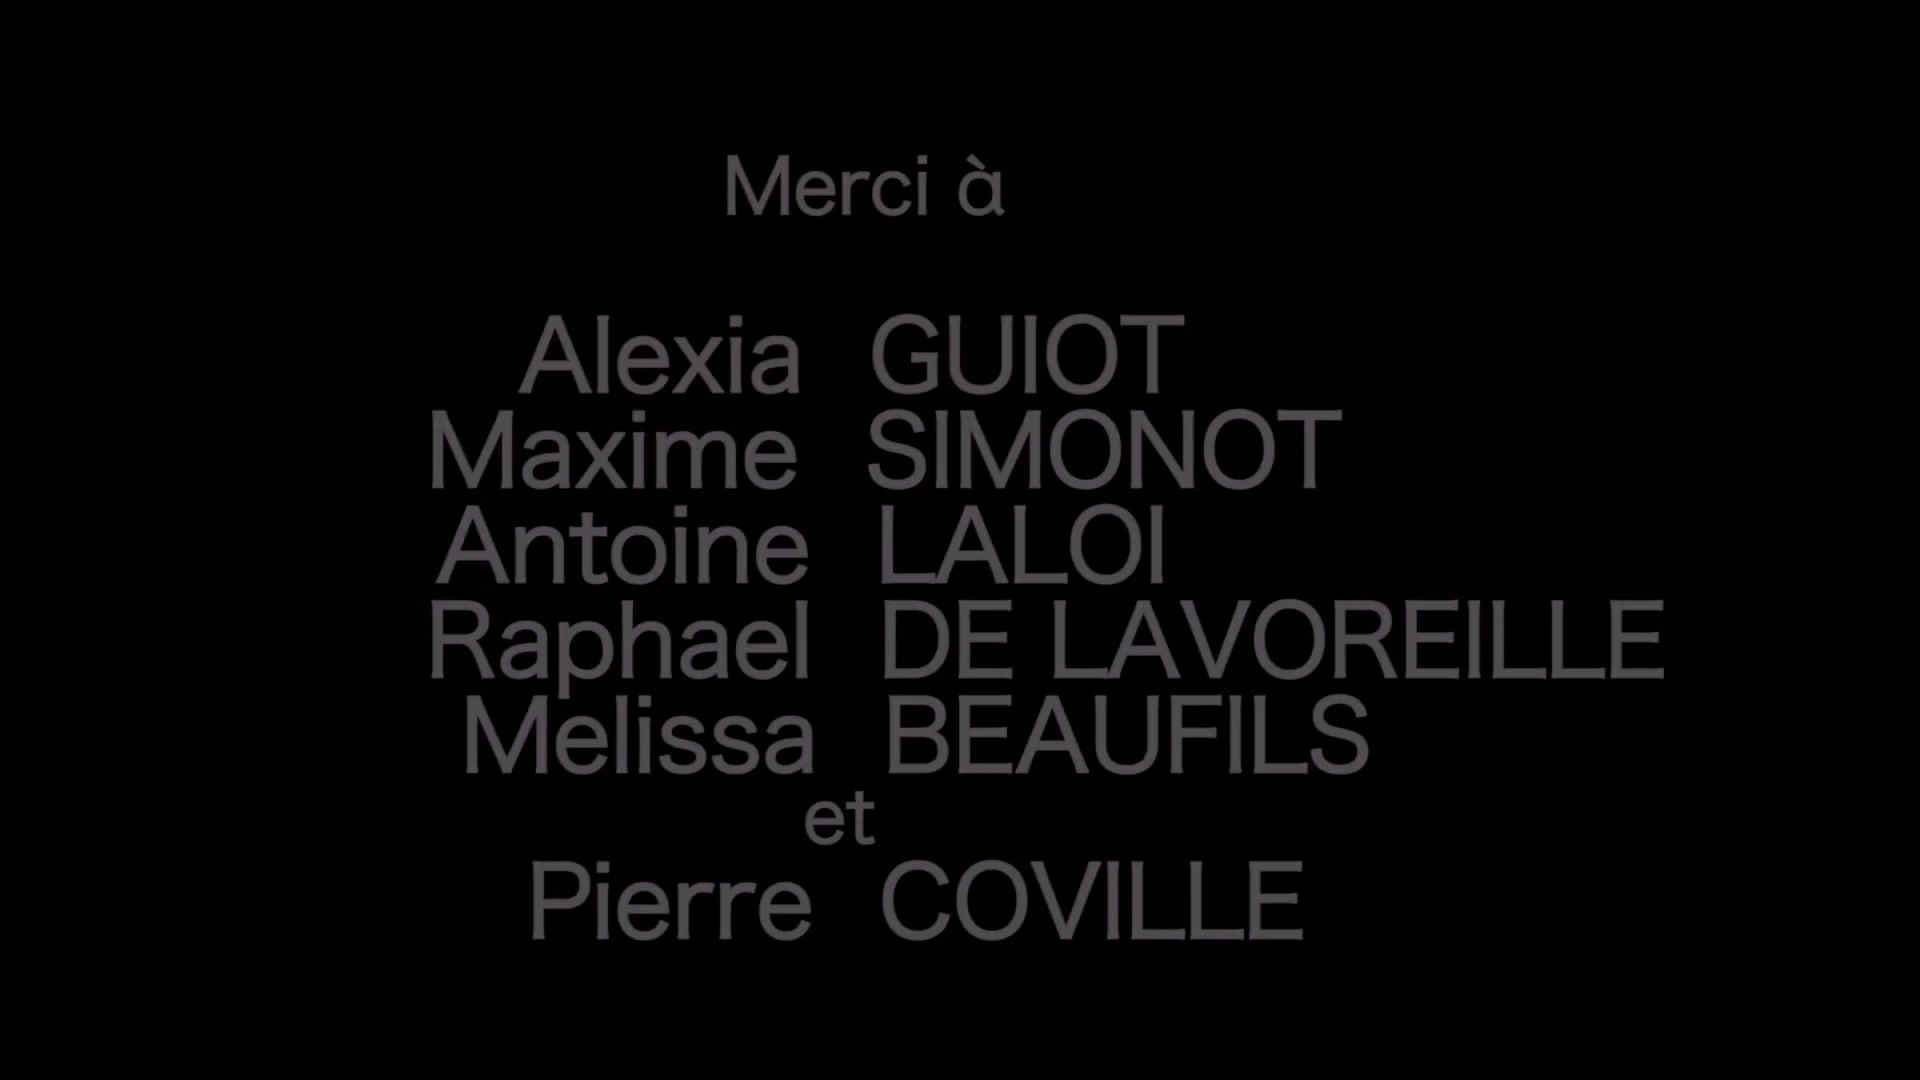 Merci à
Alexia GUIOT
Maxime SIMONOT
Antoine LALOI
Raphael DE LAVOREILLE
Melissa BEAUFILS
et
Pierre COVILLE